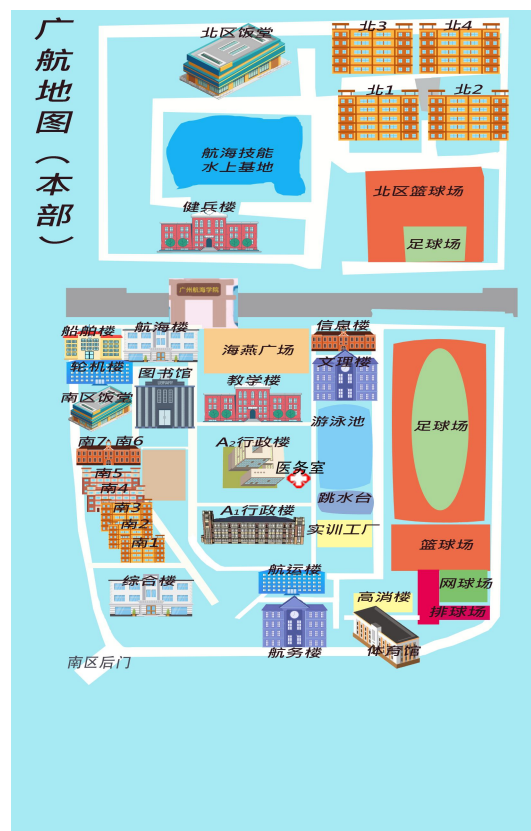 广航地图（本部）
北区饭堂
北3
北4
北1
北2
航海技能
水上基地
北区篮球场
健兵楼
足球场
广州航海学院
船舶楼
航海楼
信息楼
海燕广场
轮机楼
图书馆
文理楼
教学楼
南区饭堂
游泳池
足球场
南7
南6
A2行政楼
医务室
南5
南4
跳水台
南3
A1行政楼
南2
实训工厂
南1
篮球场
航运楼
综合楼
网球场
高消楼
排球场
航务楼
体育馆
南区后门